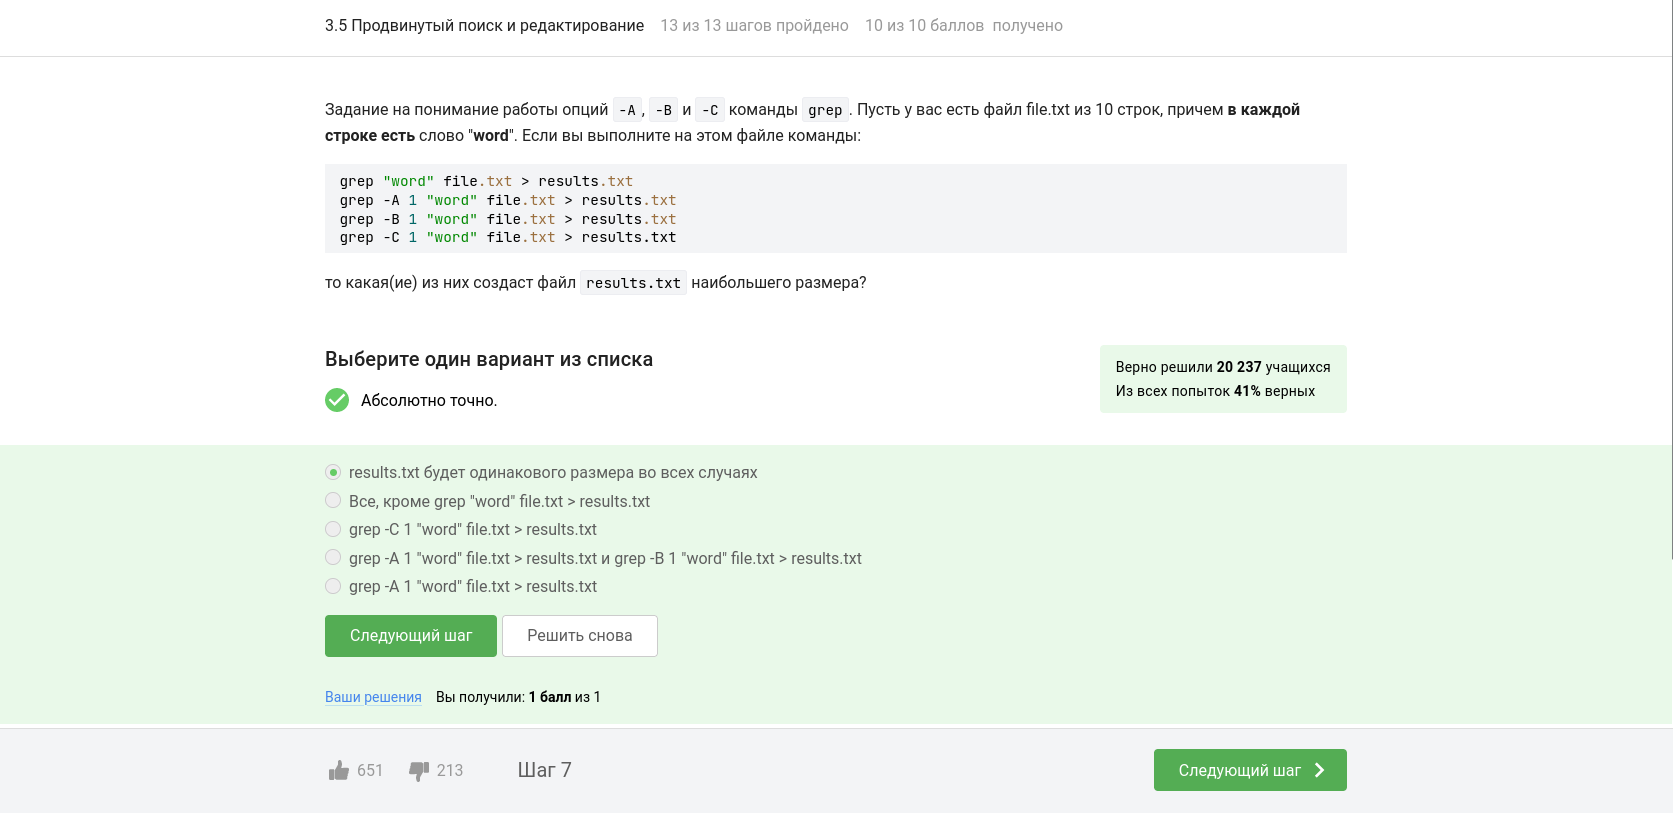 3.5 Продвинутый поиск и редактирование 13 из 13 шагов пройдено 10 из 10 баллов получено
Задание на понимание работы опций -A, -B и -C команды grep. Пусть у вас есть файл file.txt из 10 строк, причем в каждой
строке есть слово "word". Если вы выполните на этом файле команды:
grep "word" file.txt > results.txt
grep -A 1 "word" file.txt > results.txt
grep -B 1 "word" file.txt > results.txt
grep -C 1 "word" file.txt > results.txt
то какая(ие) из них создаст файл results.txt наибольшего размера?
Выберите один вариант из списка
Верно решили 20 237 учащихся
Из всех попыток 41% верных
Абсолютно точно.
results.txt будет одинакового размера во всех случаях
Все, кроме grep "word" file.txt > results.txt
grep -C 1 "word" file.txt > results.txt
grep -A 1 "word" file.txt > results.txt и grep -B 1 "word" file.txt > results.txt
grep -A 1 "word" file.txt > results.txt
Следующий шаг Решить снова
Ваши решения Вы получили: 1 балл из 1
651 213 Шаг 7 Следующий шаг